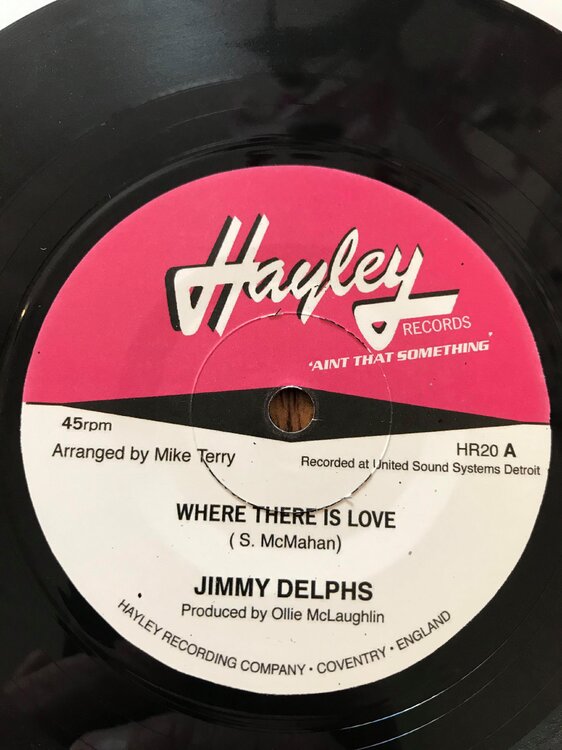 Hayley
RECORDS
'AINT THAT SOMETHING'
45rpm
HR20 A
Arranged by Mike Terry
Recorded at United Sound Systems Detroit
WHERE THERE IS LOVE
( S. McMahan)
JIMMY DELPHS
Produced by Ollie McLaughlin
HAYLEY RECORDING COMPANY • COVENTRY • ENGLAND